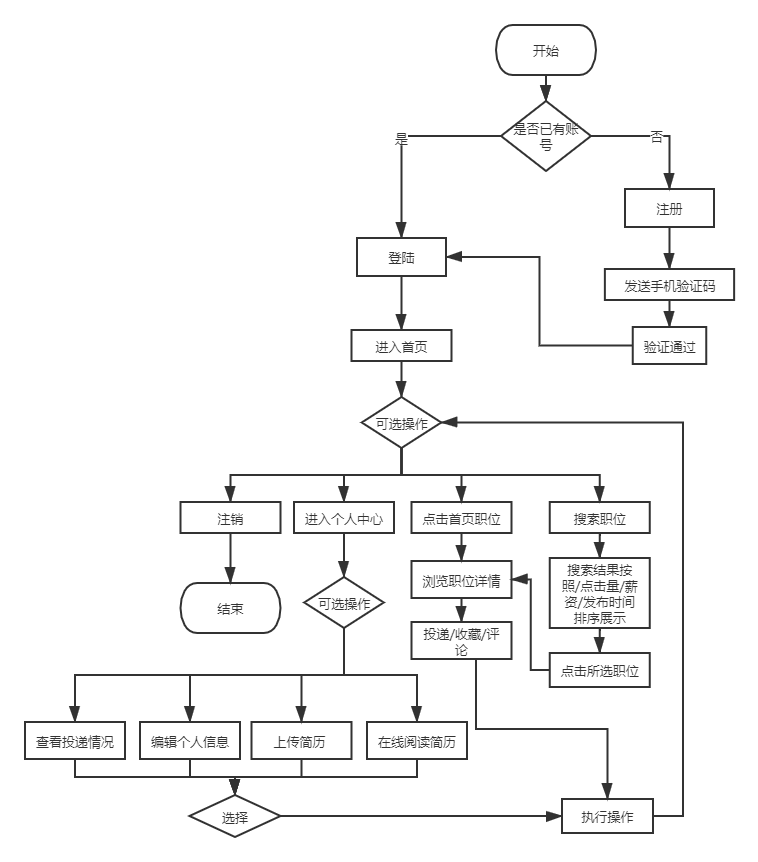 开始
是否已有账
号
是
否
注册
登陆
发送手机验证码
进入首页
验证通过
可选操作
注销
进入个人中心
点击首页职位
搜索职位
浏览职位详情
搜索结果按
照/点击量/薪
资/发布时间
排序展示
结束
可选操作
投递/收藏/评
论
点击所选职位
查看投递情况
编辑个人信息
上传简历
在线阅读简历
选择
执行操作